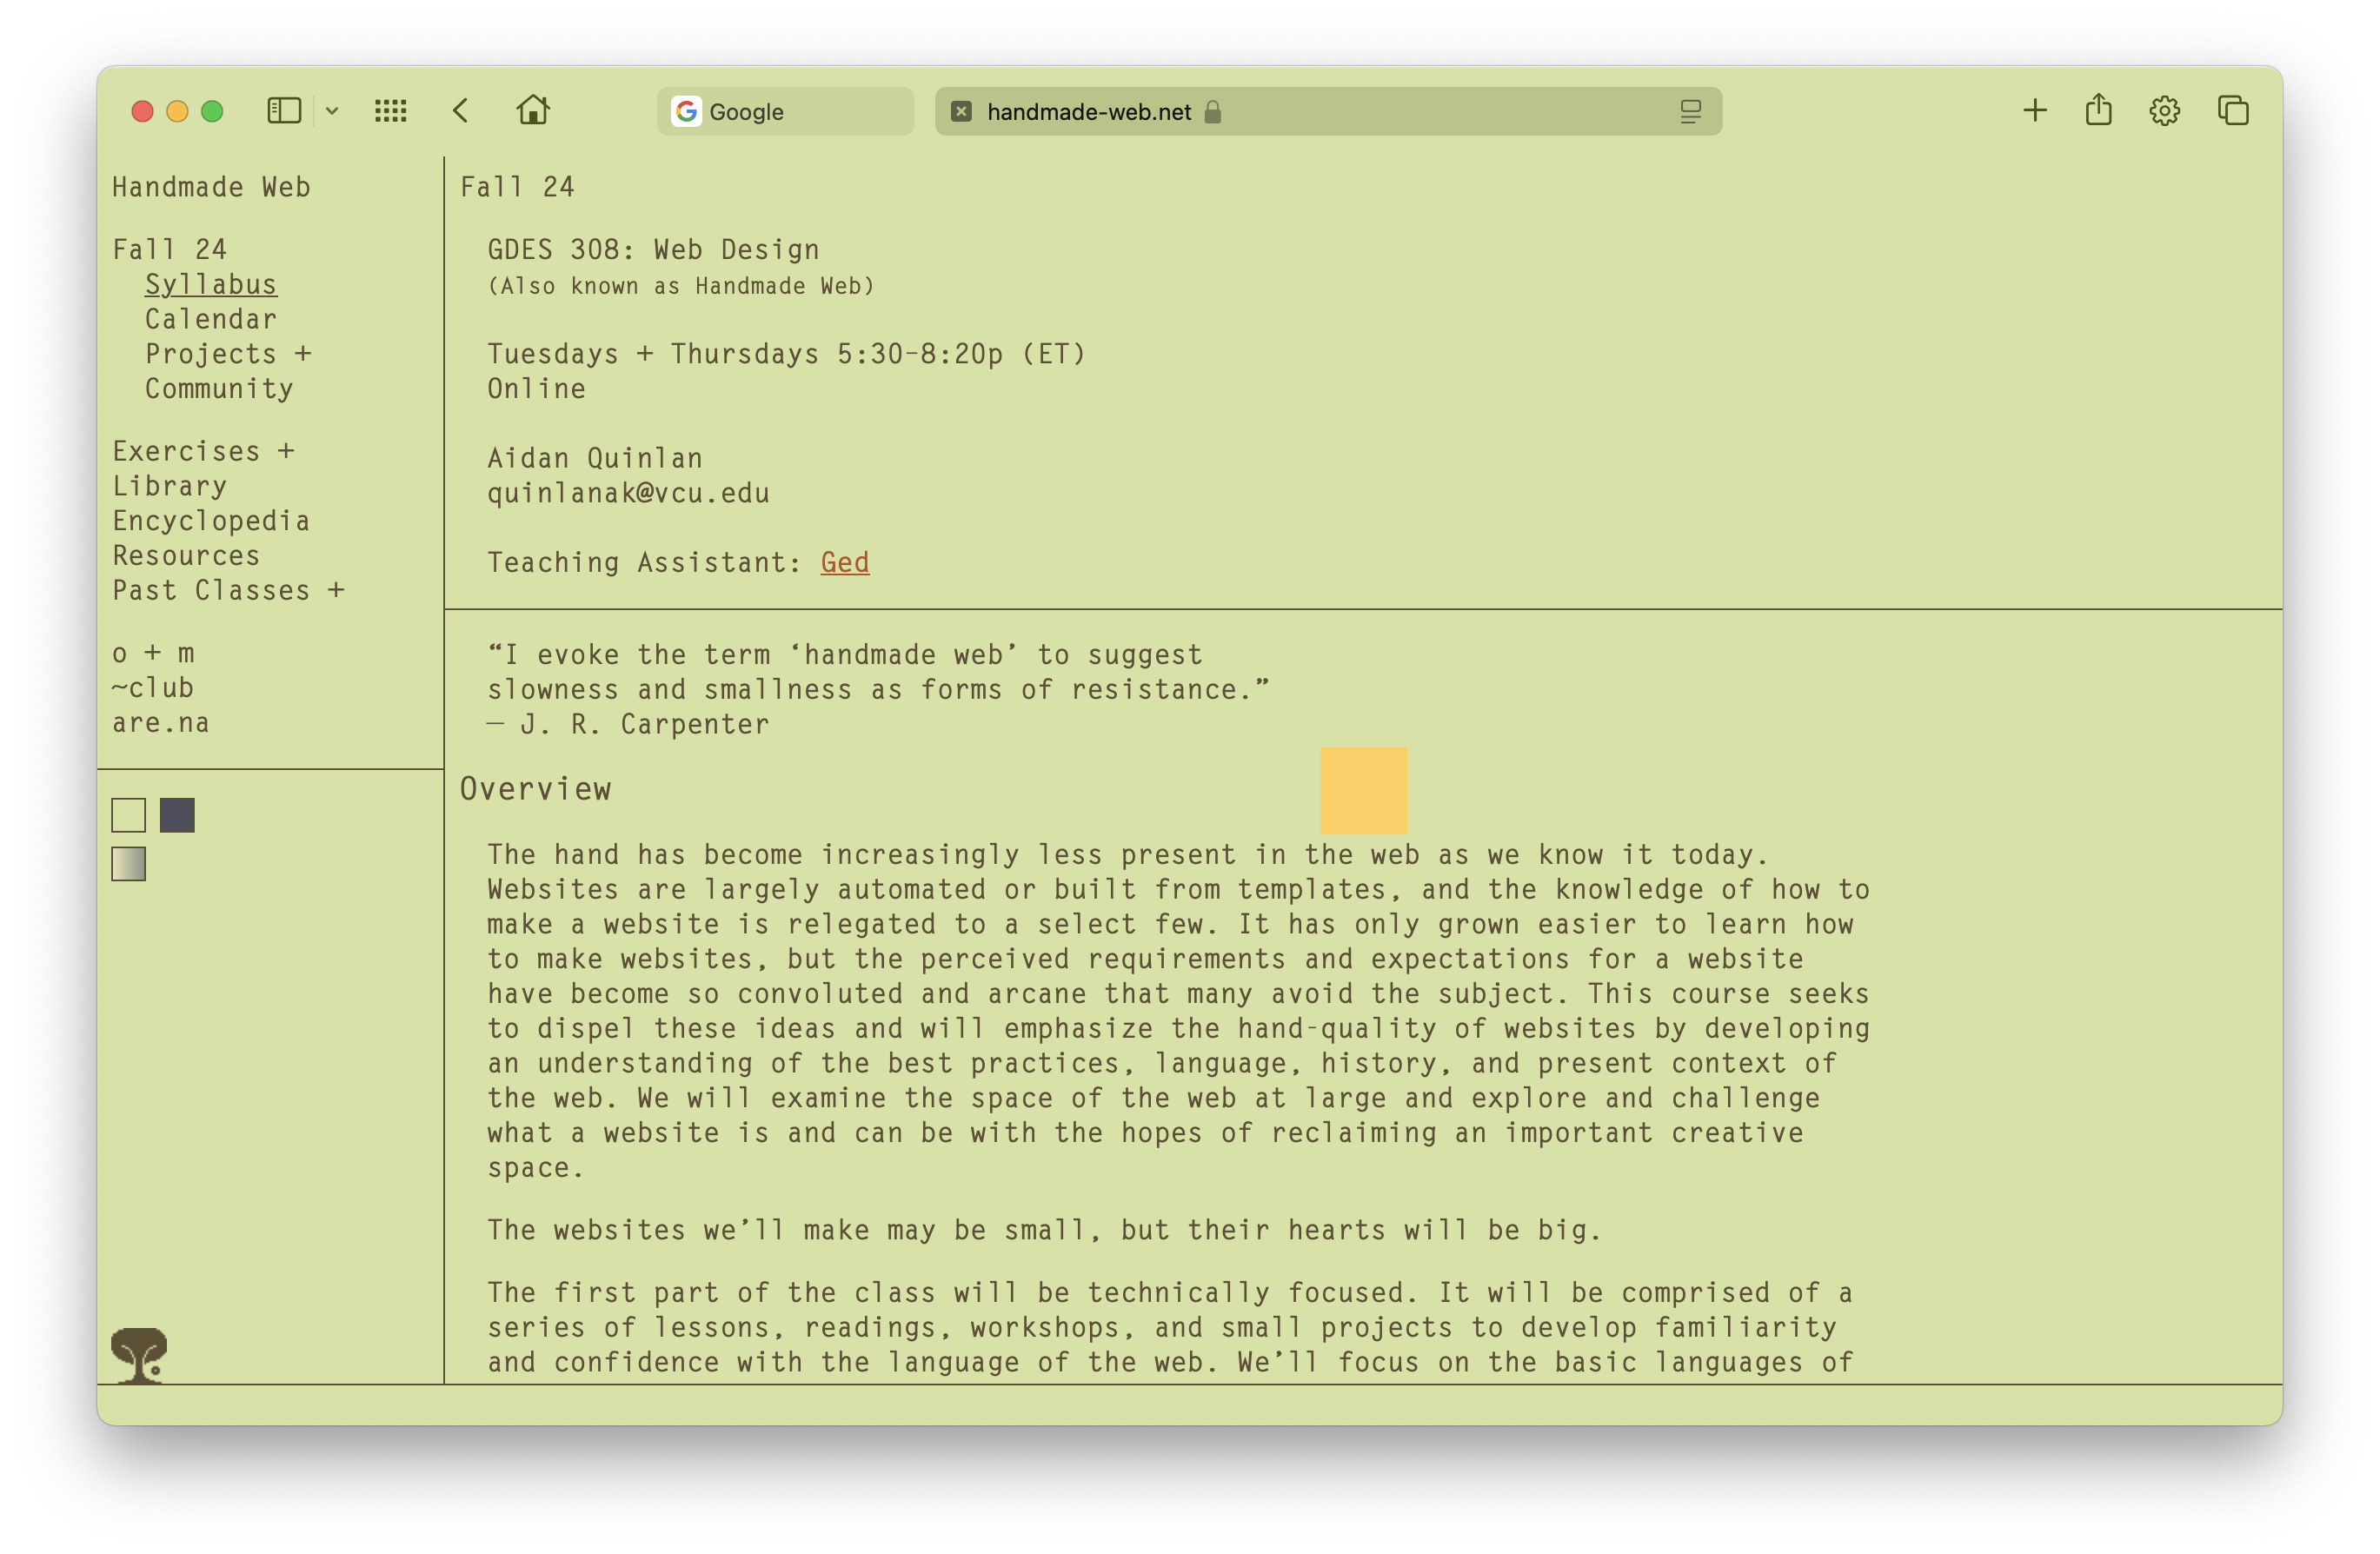 Google
handmade-web.net
Handmade Web
Fall 24
Syllabus
Calendar
Projects +
Community
Exercises +
Library
Encyclopedia
Resources
Past Classes +
o + m
~club
are.na
Fall 24
GDES 308: Web Design
(Also known as Handmade Web)
Tuesdays + Thursdays 5:30-8:20p (ET)
Online
Aidan Quinlan
quinlanak@vcu.edu
Teaching Assistant: Ged
“I evoke the term ‘handmade web’ to suggest
slowness and smallness as forms of resistance.”
— J. R. Carpenter
Overview
The hand has become increasingly less present in the web as we know it today.
Websites are largely automated or built from templates, and the knowledge of how to
make a website is relegated to a select few. It has only grown easier to learn how
to make websites, but the perceived requirements and expectations for a website
have become so convoluted and arcane that many avoid the subject. This course seeks
to dispel these ideas and will emphasize the hand-quality of websites by developing
an understanding of the best practices, language, history, and present context of
the web. We will examine the space of the web at large and explore and challenge
what a website is and can be with the hopes of reclaiming an important creative
space.
The websites we’ll make may be small, but their hearts will be big.
The first part of the class will be technically focused. It will be comprised of a
series of lessons, readings, workshops, and small projects to develop familiarity
and confidence with the language of the web. We’ll focus on the basic languages of